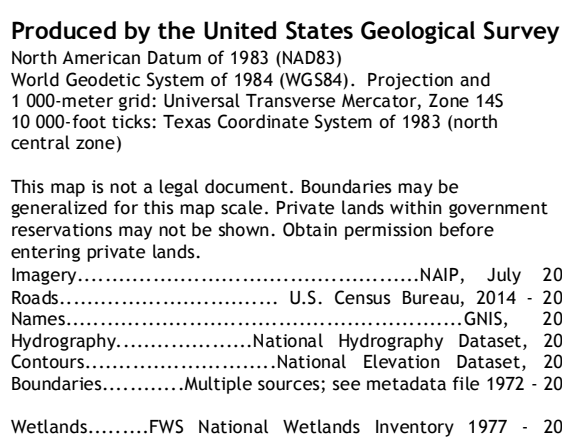 Produced by the United States Geological Survey
North American Datum of 1983 (NAD83)
World Geodetic System of 1984 (WGS84). Projection and
1 000-meter grid: Universal Transverse Mercator, Zone 14S
10 000-foot ticks: Texas Coordinate System of 1983 (north
central zone)
This map is not a legal document. Boundaries may be
generalized for this map scale. Private lands within government
reservations may not be shown. Obtain permission before
entering private lands.
Imagery..................................................NAIP, July 20
Roads................................ U.S. Census Bureau, 2014 - 20
Names..........................................................GNIS, 20
Hydrography....................National Hydrography Dataset, 20
Contours............................National Elevation Dataset, 20
Boundaries............Multiple sources; see metadata file 1972 - 20
Wetlands.........FWS National Wetlands Inventory 1977 - 20